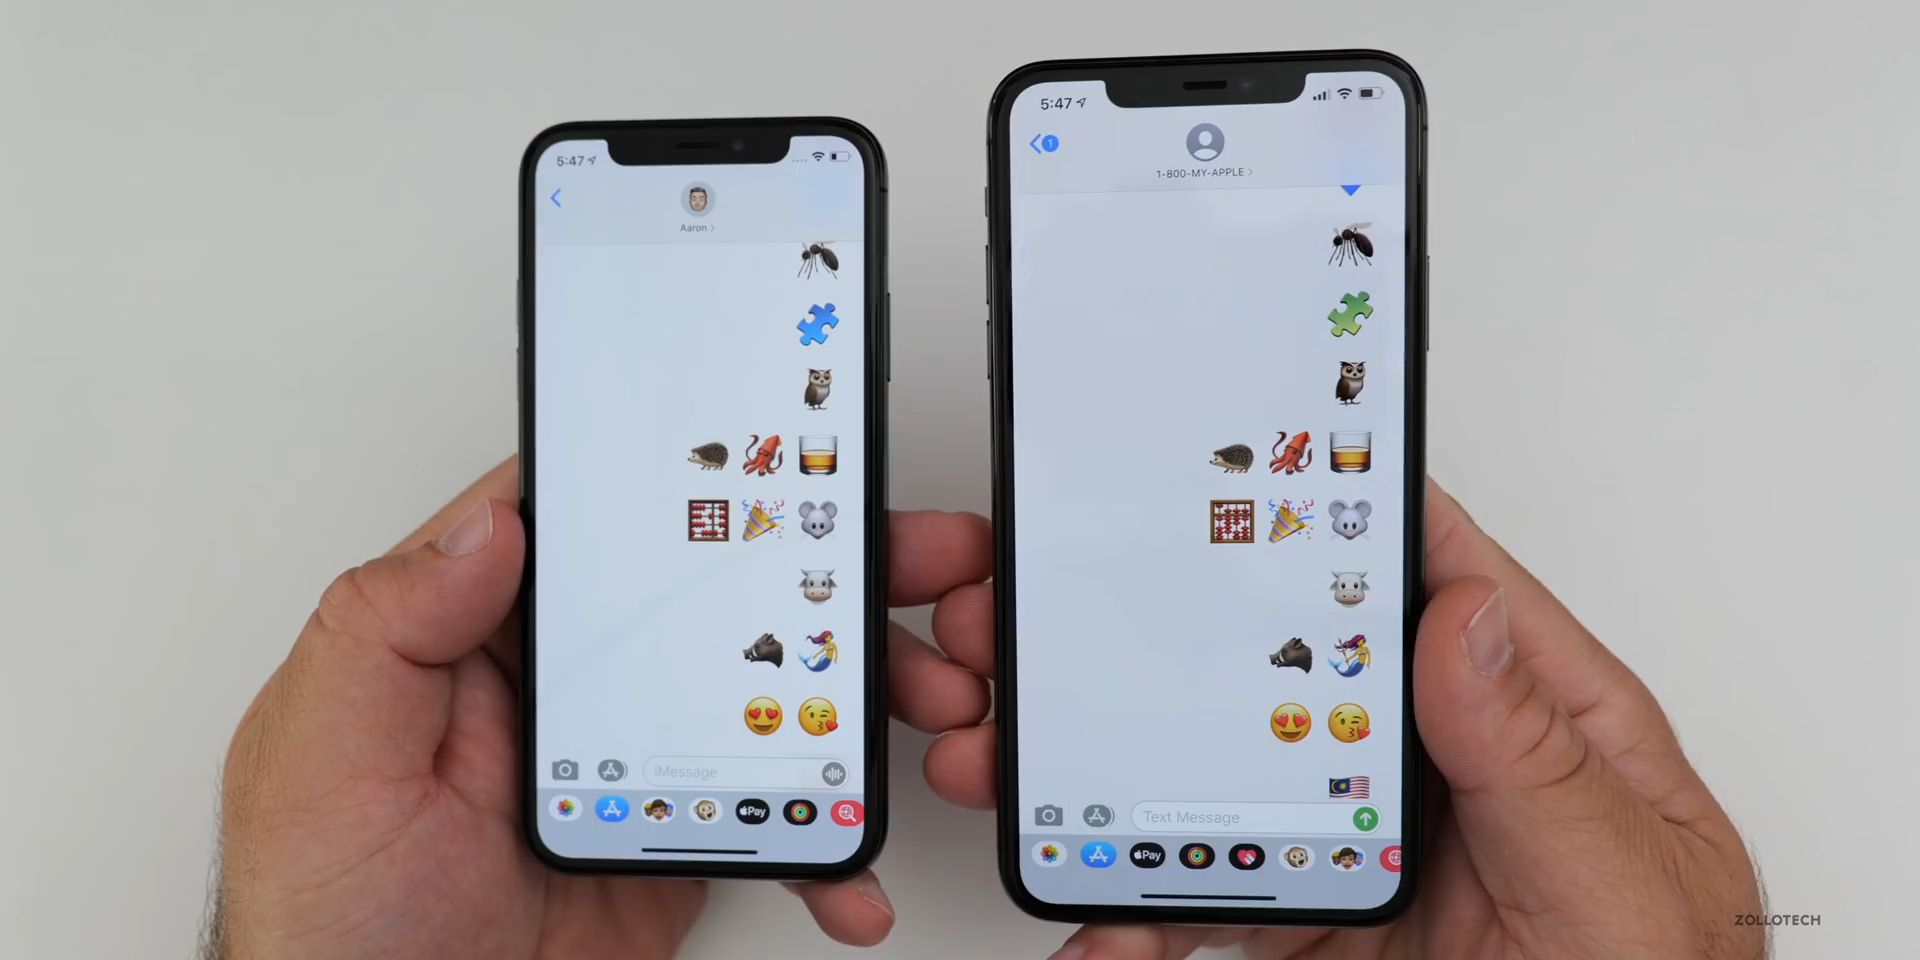 5:47
Aaron >
iMessage
Pay
5:47
1
1-800-MY-APPLE >
Text Message
Pay
ZOLLOTECH